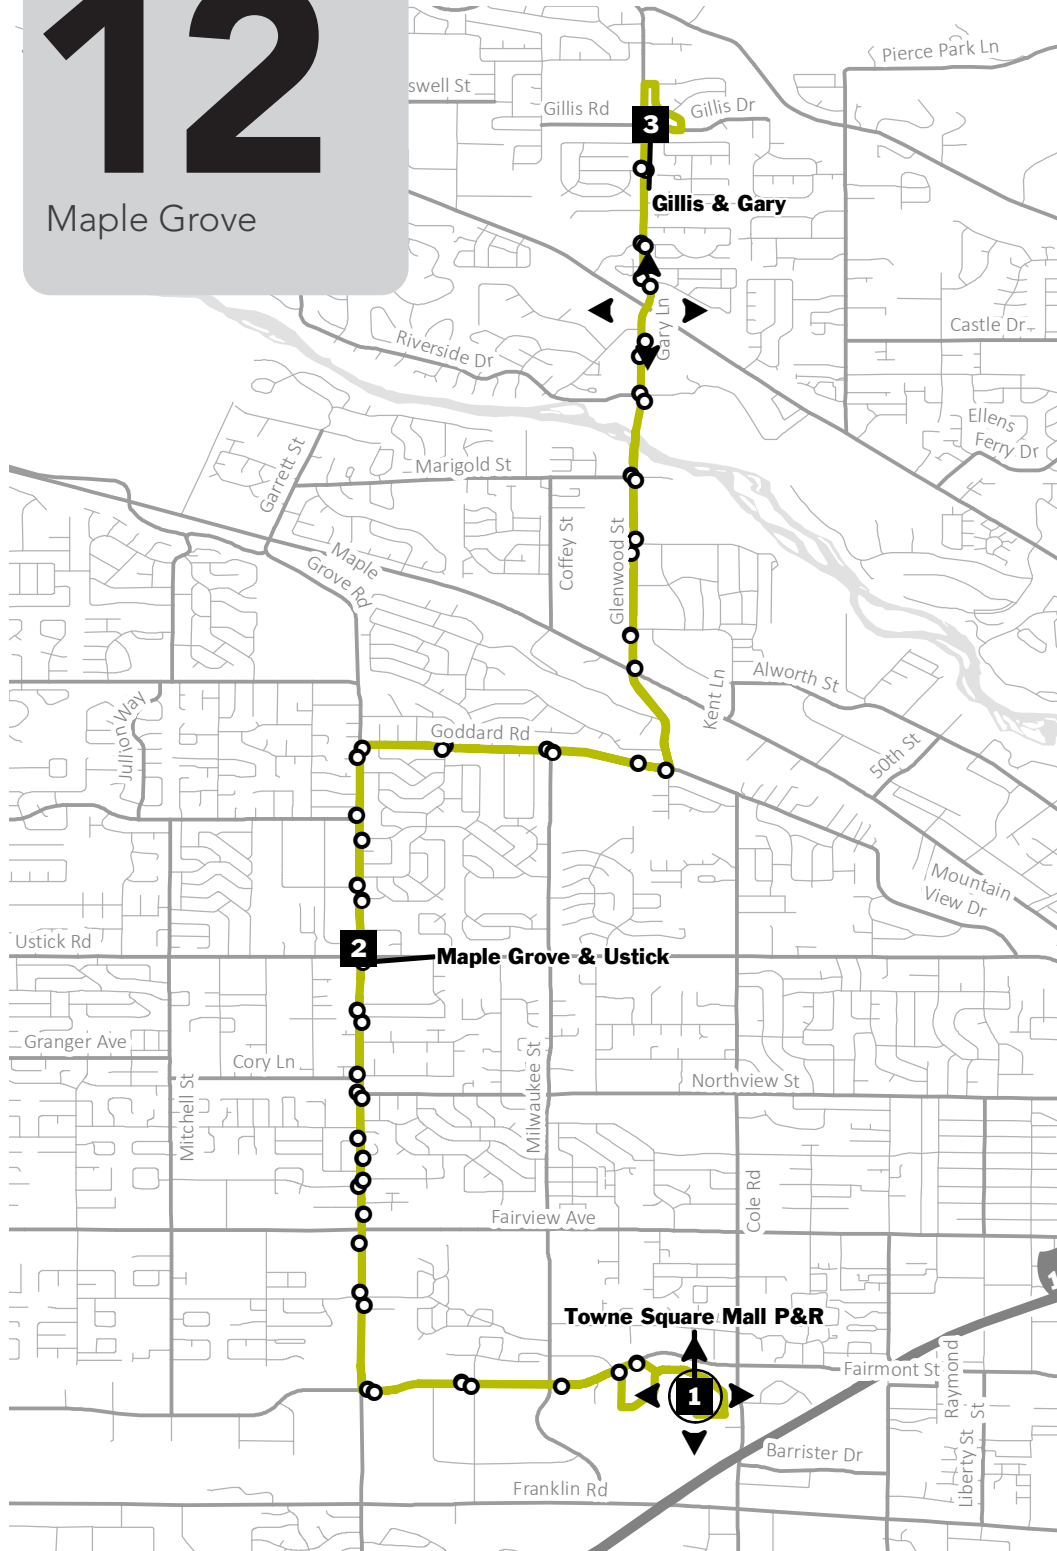 12
Maple Grove
swell St
Pierce Park Ln
Gillis Rd
Gillis Dr
3
Gillis & Gary
Gary Ln
Castle Dr
Riverside Dr
Ellens
Ferry Dr
Garrett St
Marigold St
Coffey St
Glenwood St
Maple
Grove Rd
Kent Ln
Alworth St
Jullion Way
Goddard Rd
50th St
Mountain
View Dr
Ustick Rd
2
Maple Grove & Ustick
Granger Ave
Cory Ln
Mitchell St
Milwaukee St
Northview St
Cole Rd
Fairview Ave
Towne Square Mall P&R
1
Fairmont St
Raymond
St
Liberty St
Barrister Dr
Franklin Rd